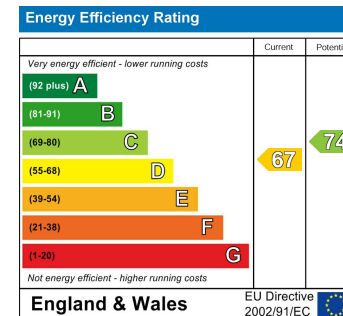 Energy Efficiency Rating
Current
Very energy efficient - lower running costs
(92 plus) A
(81-91) B
(69-80) C
74
(55-68) D
67
(39-54) E
(21-38) F
(1-20) G
Not energy efficient - higher running costs
England & Wales
EU Directive
2002/91/EC